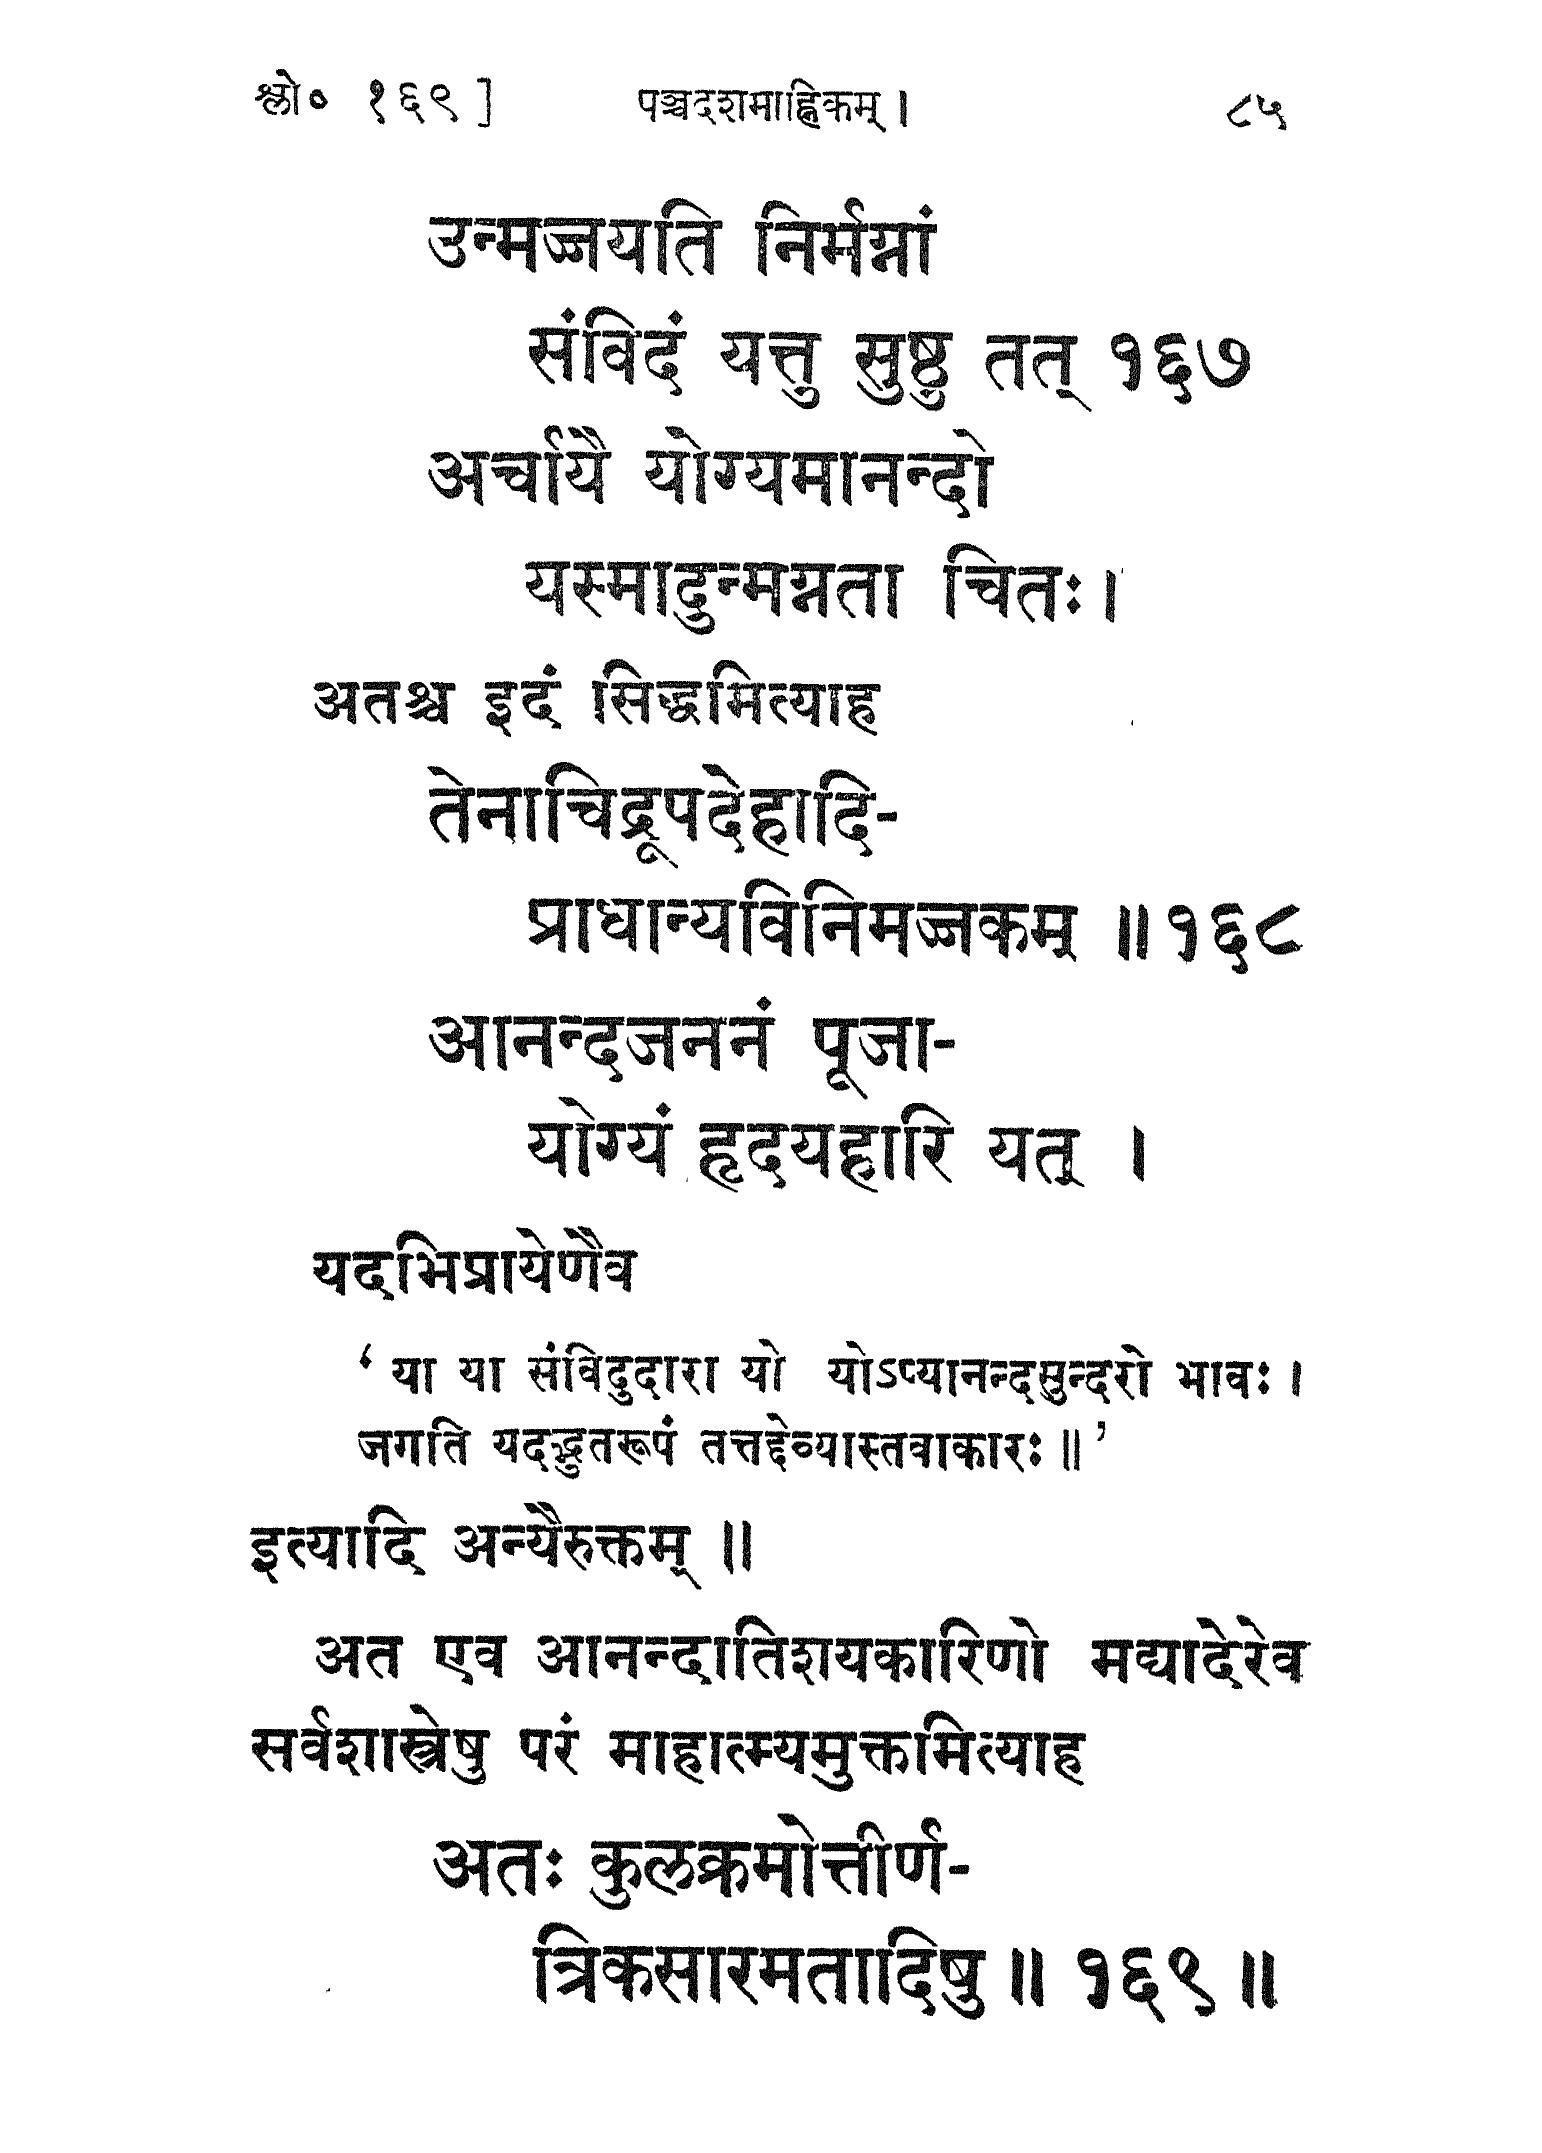 श्लो० १६९ ] पञ्चदशमाह्निकम् । ८५
उन्मज्जयति निर्मग्नां
संविदं यत्तु सुष्ठु तत् १६७
अर्चायै योग्यमानन्दो
यस्मादुन्मग्नता चितः ।
अतश्च इदं सिद्धमित्याह
तेनाचिद्रूपदेहादि-
प्राधान्यविनिमज्जकम् ॥ १६८
आनन्दजननं पूजा-
योग्यं हृदयहारि यत् ।
यदभिप्रायेणैव
‘ या या संविदुदारा यो योऽप्यानन्दसुन्दरो भावः ।
जगति यदद्भुतरूपं तत्तद्देव्यास्तवाकारः ॥ ’
इत्यादि अन्यैरुक्तम् ॥
अत एव आनन्दातिशयकारिणो मद्यादेरेव
सर्वशास्त्रेषु परं माहात्म्यमुक्तमित्याह
अतः कुलक्रमोत्तीर्ण-
त्रिकसारमतादिषु ॥ १६९ ॥